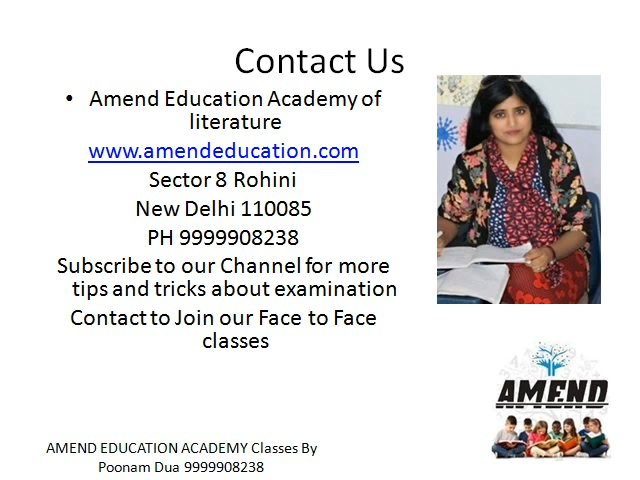 Contact Us
• Amend Education Academy of
literature
www.amendeducation.com
Sector 8 Rohini
New Delhi 110085
PH 9999908238
Subscribe to our Channel for more
tips and tricks about examination
Contact to Join our Face to Face
classes
AMEND
AMEND EDUCATION ACADEMY Classes By
Poonam Dua 9999908238